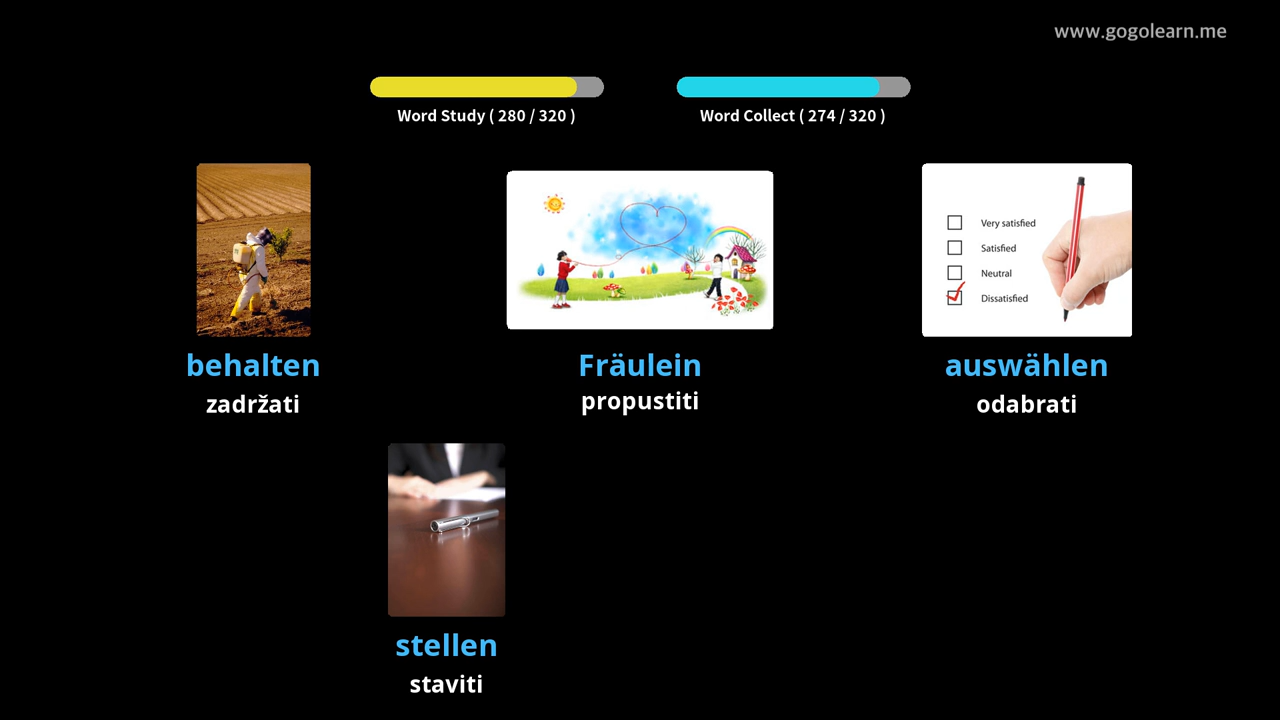 www.gogolearn.me
Word Study ( 280 / 320 )
Word Collect ( 274 / 320 )
Very satisfied
Satisfied
Neutral
Dissatisfied
behalten
Fräulein
auswählen
zadržati
propustiti
odabrati
stellen
staviti